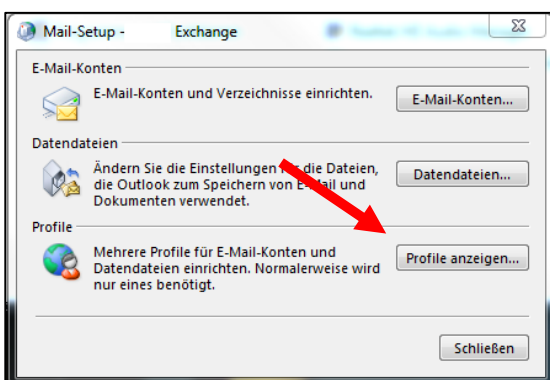 Mail-Setup - Exchange
E-Mail-Konten
E-Mail-Konten und Verzeichnisse einrichten.
E-Mail-Konten...
Datendateien
Ändern Sie die Einstellungen für die Dateien,
die Outlook zum Speichern von E-Mail und
Dokumenten verwendet.
Datendateien...
Profile
Mehrere Profile für E-Mail-Konten und
Datendateien einrichten. Normalerweise wird
nur eines benötigt.
Profile anzeigen...
Schließen